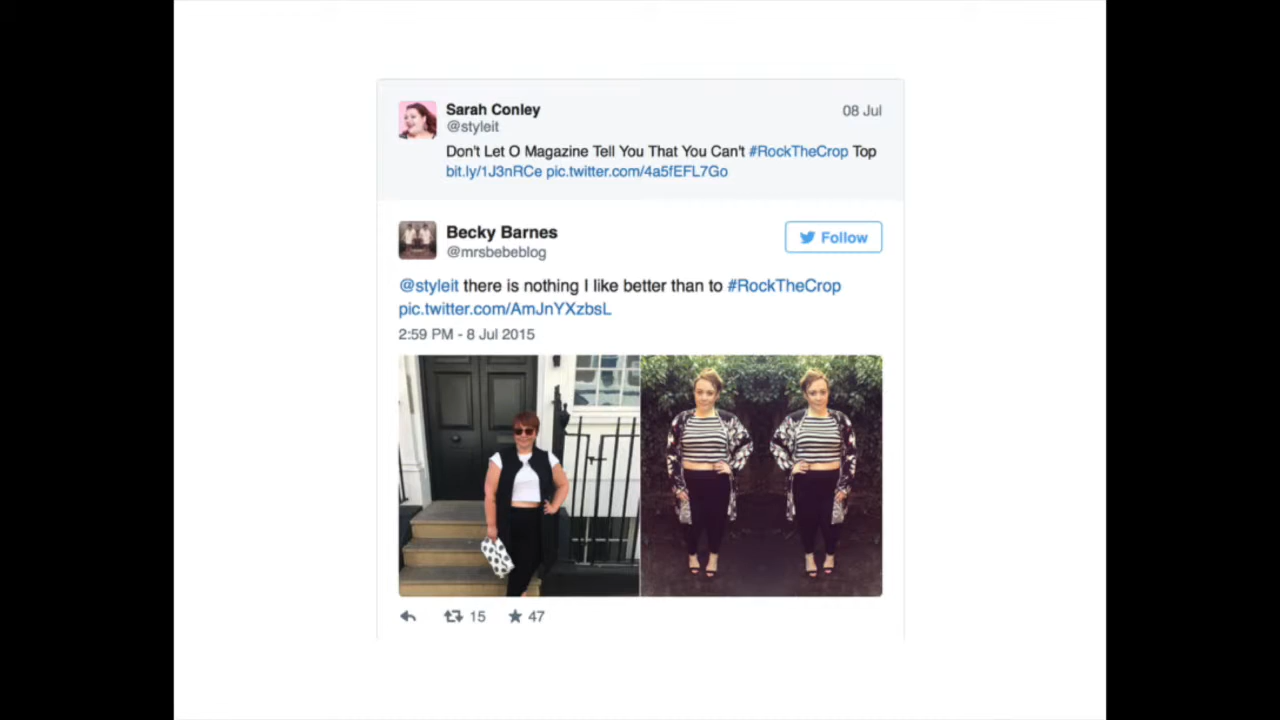 Sarah Conley
08 Jul
@styleit
Don't Let O Magazine Tell You That You Can't #RockTheCrop Top
bit.ly/1J3nRCe pic.twitter.com/4a5fEFL7Go
Becky Barnes
Follow
@mrsbebeblog
@styleit there is nothing I like better than to #RockTheCrop
pic.twitter.com/AmJnYXzbsL
2:59 PM - 8 Jul 2015
15
47